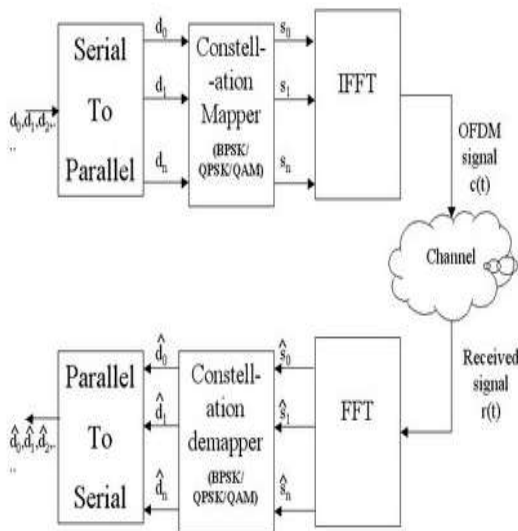 Serial
To
Parallel
d₀
d₁
dₙ
Constell-
-ation
Mapper
(BPSK/
QPSK/QAM)
s₀
s₁
sₙ
IFFT
d₀,d₁,d₂,..
..
OFDM
signal
c(t)
Channel
Received
signal
r(t)
FFT
ŝ₀
ŝ₁
ŝₙ
Constell-
ation
demapper
(BPSK/
QPSK/QAM)
d̂₀
d̂₁
d̂ₙ
Parallel
To
Serial
d̂₀,d̂₁,d̂₂,..
..